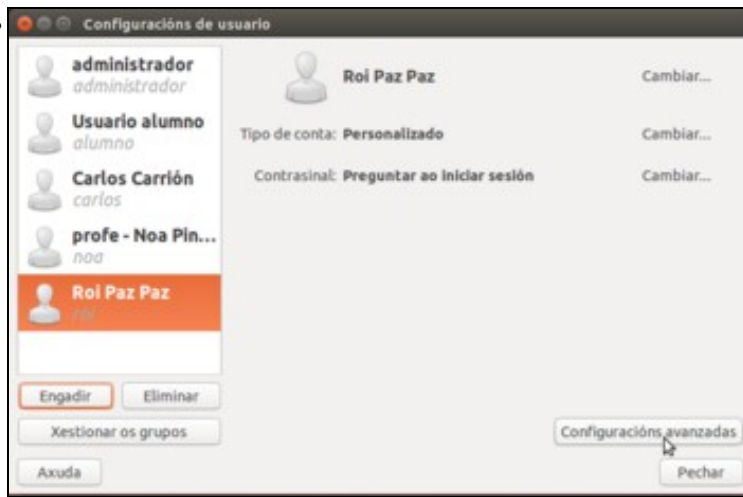 Configuracións de usuario
administrador
administrador
Usuario alumno
alumno
Carlos Carrión
carlos
profe - Noa Pin...
noa
Roi Paz Paz
roi
Engadir Eliminar
Xestionar os grupos
Axuda
Roi Paz Paz Cambiar...
Tipo de conta: Personalizado Cambiar...
Contrasinal: Preguntar ao iniciar sesión Cambiar...
Configuracións avanzadas
Pechar